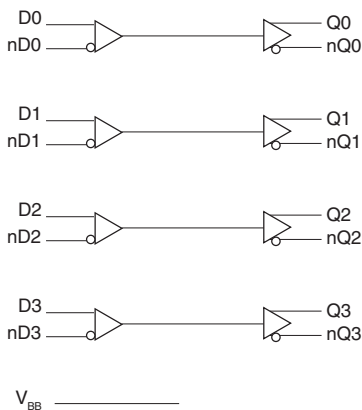 D0 Q0
nD0 nQ0
D1 Q1
nD1 nQ1
D2 Q2
nD2 nQ2
D3 Q3
nD3 nQ3
VBB